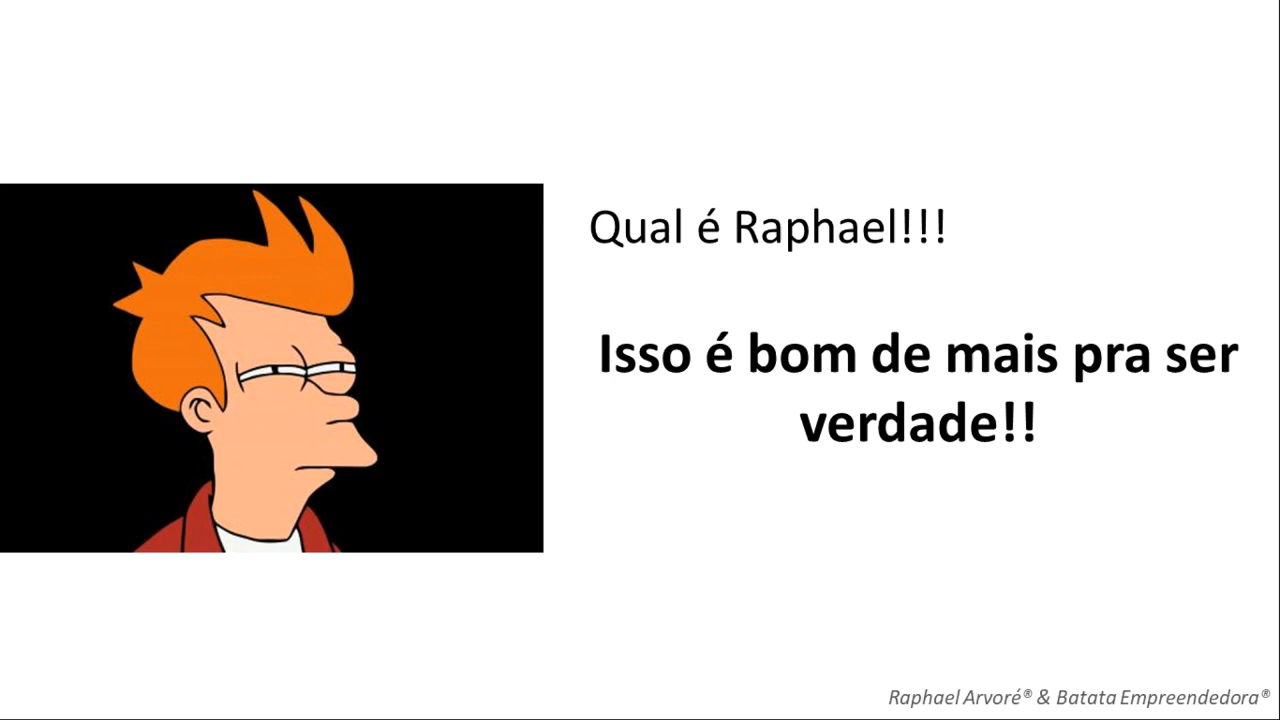 Qual é Raphael!!!
Isso é bom de mais pra ser
verdade!!
Raphael Arvoré® & Batata Empreendedora®